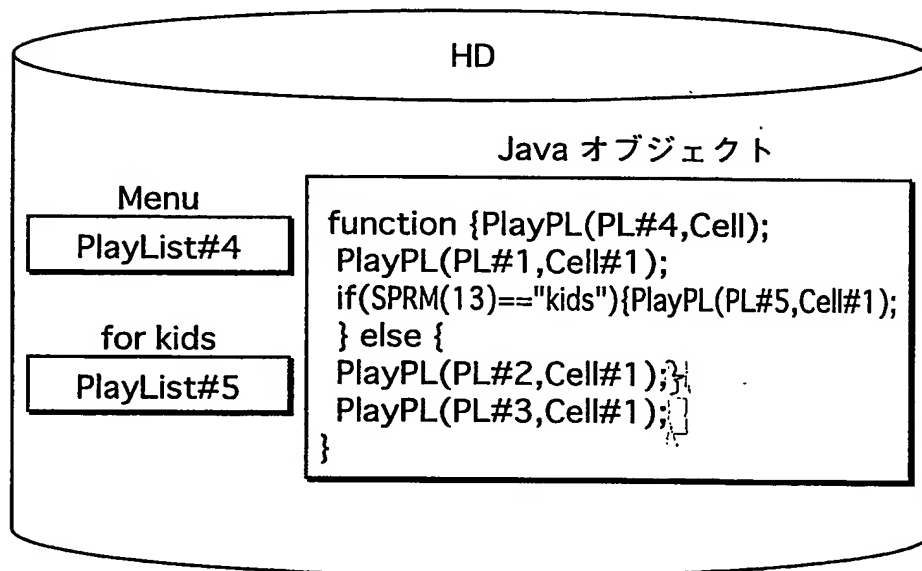 HD
Java オブジェクト
Menu
PlayList#4
for kids
PlayList#5
function {PlayPL(PL#4,Cell);
PlayPL(PL#1,Cell#1);
if(SPRM(13)=="kids"){PlayPL(PL#5,Cell#1);
} else {
PlayPL(PL#2,Cell#1);}
PlayPL(PL#3,Cell#1);
}